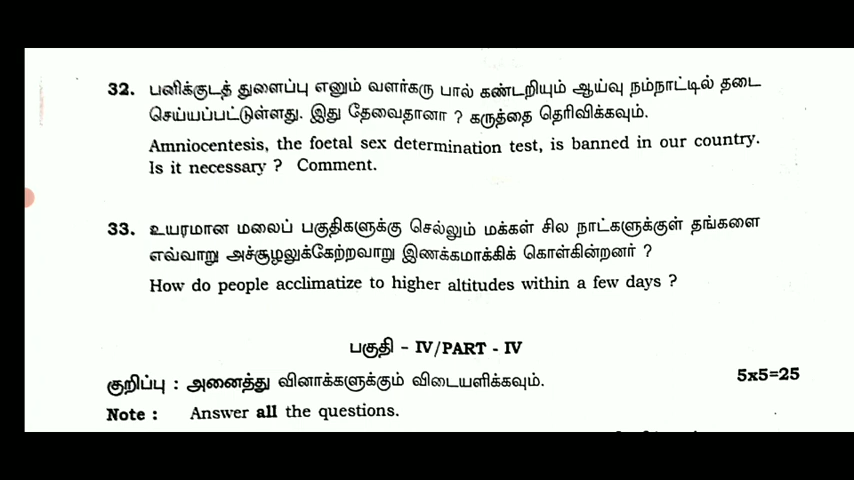 32. பனிக்குடத் துளைப்பு எனும் வளர்கரு பால் கண்டறியும் ஆய்வு நம்நாட்டில் தடை
செய்யப்பட்டுள்ளது. இது தேவைதானா ? கருத்தை தெரிவிக்கவும்.
Amniocentesis, the foetal sex determination test, is banned in our country.
Is it necessary ? Comment.
33. உயரமான மலைப் பகுதிகளுக்கு செல்லும் மக்கள் சில நாட்களுக்குள் தங்களை
எவ்வாறு அச்சூழலுக்கேற்றவாறு இணக்கமாக்கிக் கொள்கின்றனர் ?
How do people acclimatize to higher altitudes within a few days ?
பகுதி - IV/PART - IV
குறிப்பு : அனைத்து வினாக்களுக்கும் விடையளிக்கவும். 5x5=25
Note : Answer all the questions.